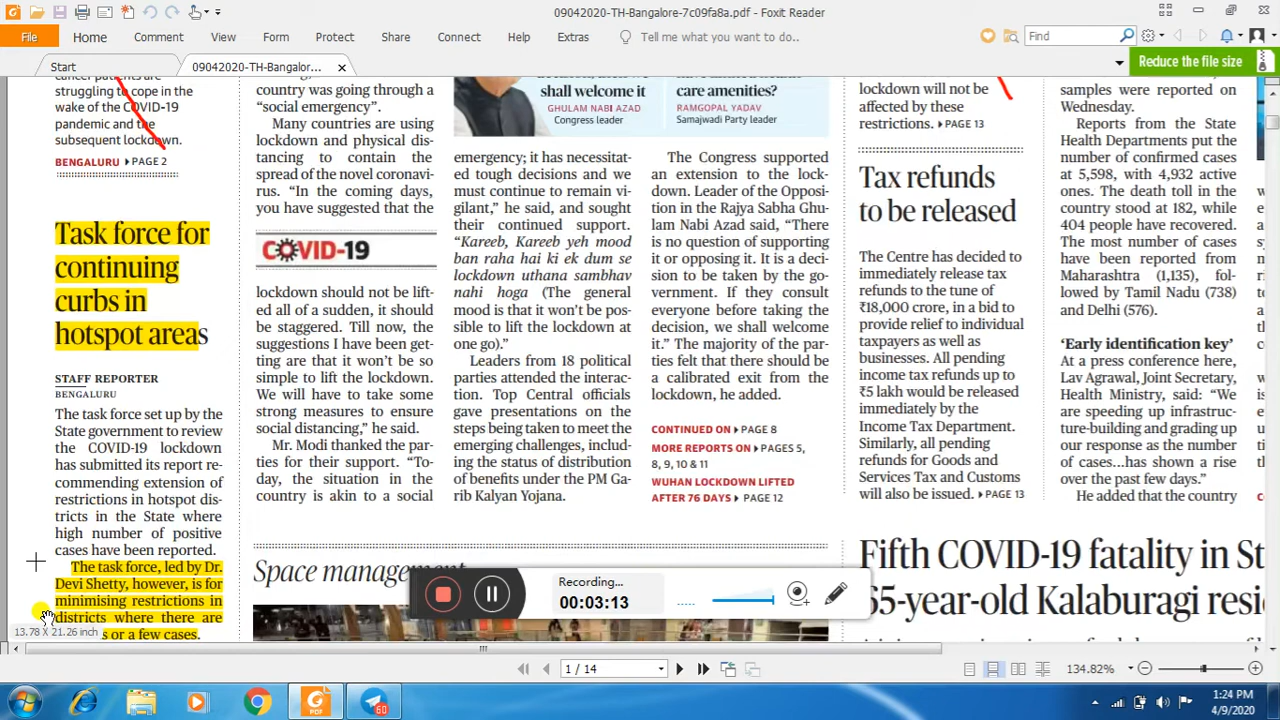 09042020-TH-Bangalore-7c09fa8a.pdf - Foxit Reader
File
Home
Comment
View
Form
Protect
Share
Connect
Help
Extras
Tell me what you want to do...
Find
Start
09042020-TH-Bangalor...
Reduce the file size
cancer patients are
struggling to cope in the
wake of the COVID-19
pandemic and the
subsequent lockdown.
BENGALURU PAGE 2
Task force for
continuing
curbs in
hotspot areas
STAFF REPORTER
BENGALURU
The task force set up by the
State government to review
the COVID-19 lockdown
has submitted its report re-
commending extension of
restrictions in hotspot dis-
tricts in the State where
high number of positive
cases have been reported.
The task force, led by Dr.
Devi Shetty, however, is for
minimising restrictions in
districts where there are
s or a few cases.
13.78 X 21.26 inch
country was going through a
“social emergency”.
Many countries are using
lockdown and physical dis-
tancing to contain the
spread of the novel coronavi-
rus. “In the coming days,
you have suggested that the
COVID-19
lockdown should not be lift-
ed all of a sudden, it should
be staggered. Till now, the
suggestions I have been get-
ting are that it won’t be so
simple to lift the lockdown.
We will have to take some
strong measures to ensure
social distancing,” he said.
Mr. Modi thanked the par-
ties for their support. “To-
day, the situation in the
country is akin to a social
shall welcome it
GHULAM NABI AZAD
Congress leader
care amenities?
RAMGOPAL YADAV
Samajwadi Party leader
emergency; it has necessitat-
ed tough decisions and we
must continue to remain vi-
gilant,” he said, and sought
their continued support.
“Kareeb, Kareeb yeh mood
ban raha hai ki ek dum se
lockdown uthana sambhav
nahi hoga (The general
mood is that it won’t be pos-
sible to lift the lockdown at
one go).”
Leaders from 18 political
parties attended the interac-
tion. Top Central officials
gave presentations on the
steps being taken to meet the
emerging challenges, includ-
ing the status of distribution
of benefits under the PM Ga-
rib Kalyan Yojana.
The Congress supported
an extension to the lock-
down. Leader of the Opposi-
tion in the Rajya Sabha Ghu-
lam Nabi Azad said, “There
is no question of supporting
it or opposing it. It is a deci-
sion to be taken by the go-
vernment. If they consult
everyone before taking the
decision, we shall welcome
it.” The majority of the par-
ties felt that there should be
a calibrated exit from the
lockdown, he added.
CONTINUED ON PAGE 8
MORE REPORTS ON PAGES 5,
8, 9, 10 & 11
WUHAN LOCKDOWN LIFTED
AFTER 76 DAYS PAGE 12
lockdown will not be
affected by these
restrictions. PAGE 13
Tax refunds
to be released
The Centre has decided to
immediately release tax
refunds to the tune of
₹18,000 crore, in a bid to
provide relief to individual
taxpayers as well as
businesses. All pending
income tax refunds up to
₹5 lakh would be released
immediately by the
Income Tax Department.
Similarly, all pending
refunds for Goods and
Services Tax and Customs
will also be issued. PAGE 13
samples were reported on
Wednesday.
Reports from the State
Health Departments put the
number of confirmed cases
at 5,598, with 4,932 active
ones. The death toll in the
country stood at 182, while
404 people have recovered.
The most number of cases
have been reported from
Maharashtra (1,135), fol-
lowed by Tamil Nadu (738)
and Delhi (576).
‘Early identification key’
At a press conference here,
Lav Agrawal, Joint Secretary,
Health Ministry, said: “We
are speeding up infrastruc-
ture-building and grading up
our response as the number
of cases...has shown a rise
over the past few days.”
He added that the country
Space management
Fifth COVID-19 fatality in St
65-year-old Kalaburagi resi
Recording...
00:03:13
1 / 14
134.82%
1:24 PM
4/9/2020